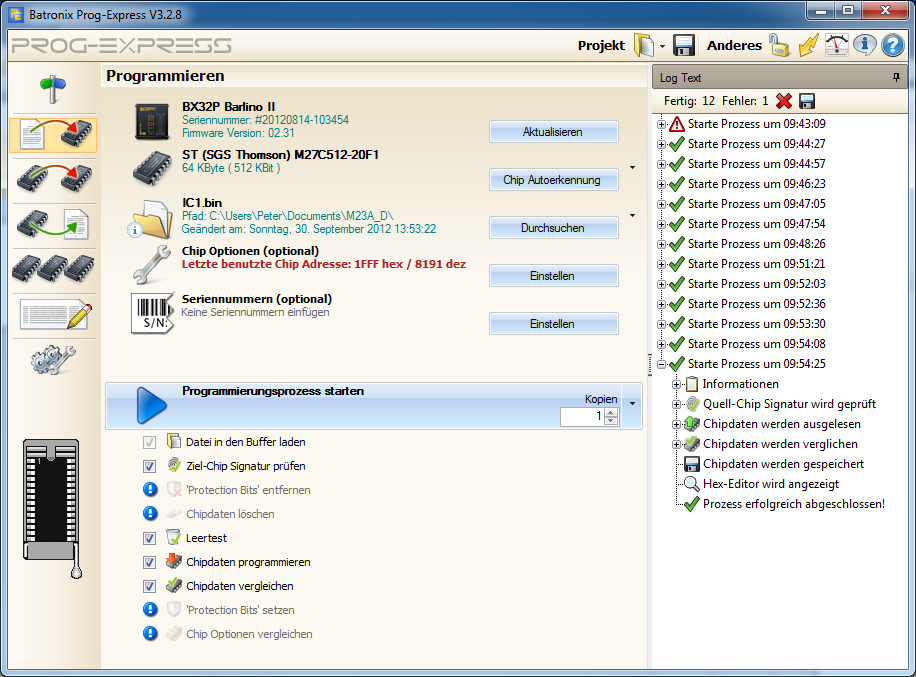 Batronix Prog-Express V3.2.8
PROG-EXPRESS
Projekt
Anderes
Programmieren
BX32P Barlino II
Seriennummer: #20120814-103454
Firmware Version: 02.31
Aktualisieren
ST (SGS Thomson) M27C512-20F1
64 KByte ( 512 KBit )
Chip Autoerkennung
IC1.bin
Pfad: C:\Users\Peter\Documents\M23A_D\
Geändert am: Sonntag, 30. September 2012 13:53:22
Durchsuchen
Chip Optionen (optional)
Letzte benutzte Chip Adresse: 1FFF hex / 8191 dez
Einstellen
S/N:
Seriennummern (optional)
Keine Seriennummern einfügen
Einstellen
Programmierungsprozess starten
Kopien
1
Datei in den Buffer laden
Ziel-Chip Signatur prüfen
'Protection Bits' entfernen
Chipdaten löschen
Leertest
Chipdaten programmieren
Chipdaten vergleichen
'Protection Bits' setzen
Chip Optionen vergleichen
1
Log Text
Fertig: 12 Fehler: 1
Starte Prozess um 09:43:09
Starte Prozess um 09:44:27
Starte Prozess um 09:44:57
Starte Prozess um 09:46:23
Starte Prozess um 09:47:05
Starte Prozess um 09:47:54
Starte Prozess um 09:48:26
Starte Prozess um 09:51:21
Starte Prozess um 09:52:03
Starte Prozess um 09:52:36
Starte Prozess um 09:53:30
Starte Prozess um 09:54:08
Starte Prozess um 09:54:25
Informationen
Quell-Chip Signatur wird geprüft
Chipdaten werden ausgelesen
Chipdaten werden verglichen
Chipdaten werden gespeichert
Hex-Editor wird angezeigt
Prozess erfolgreich abgeschlossen!